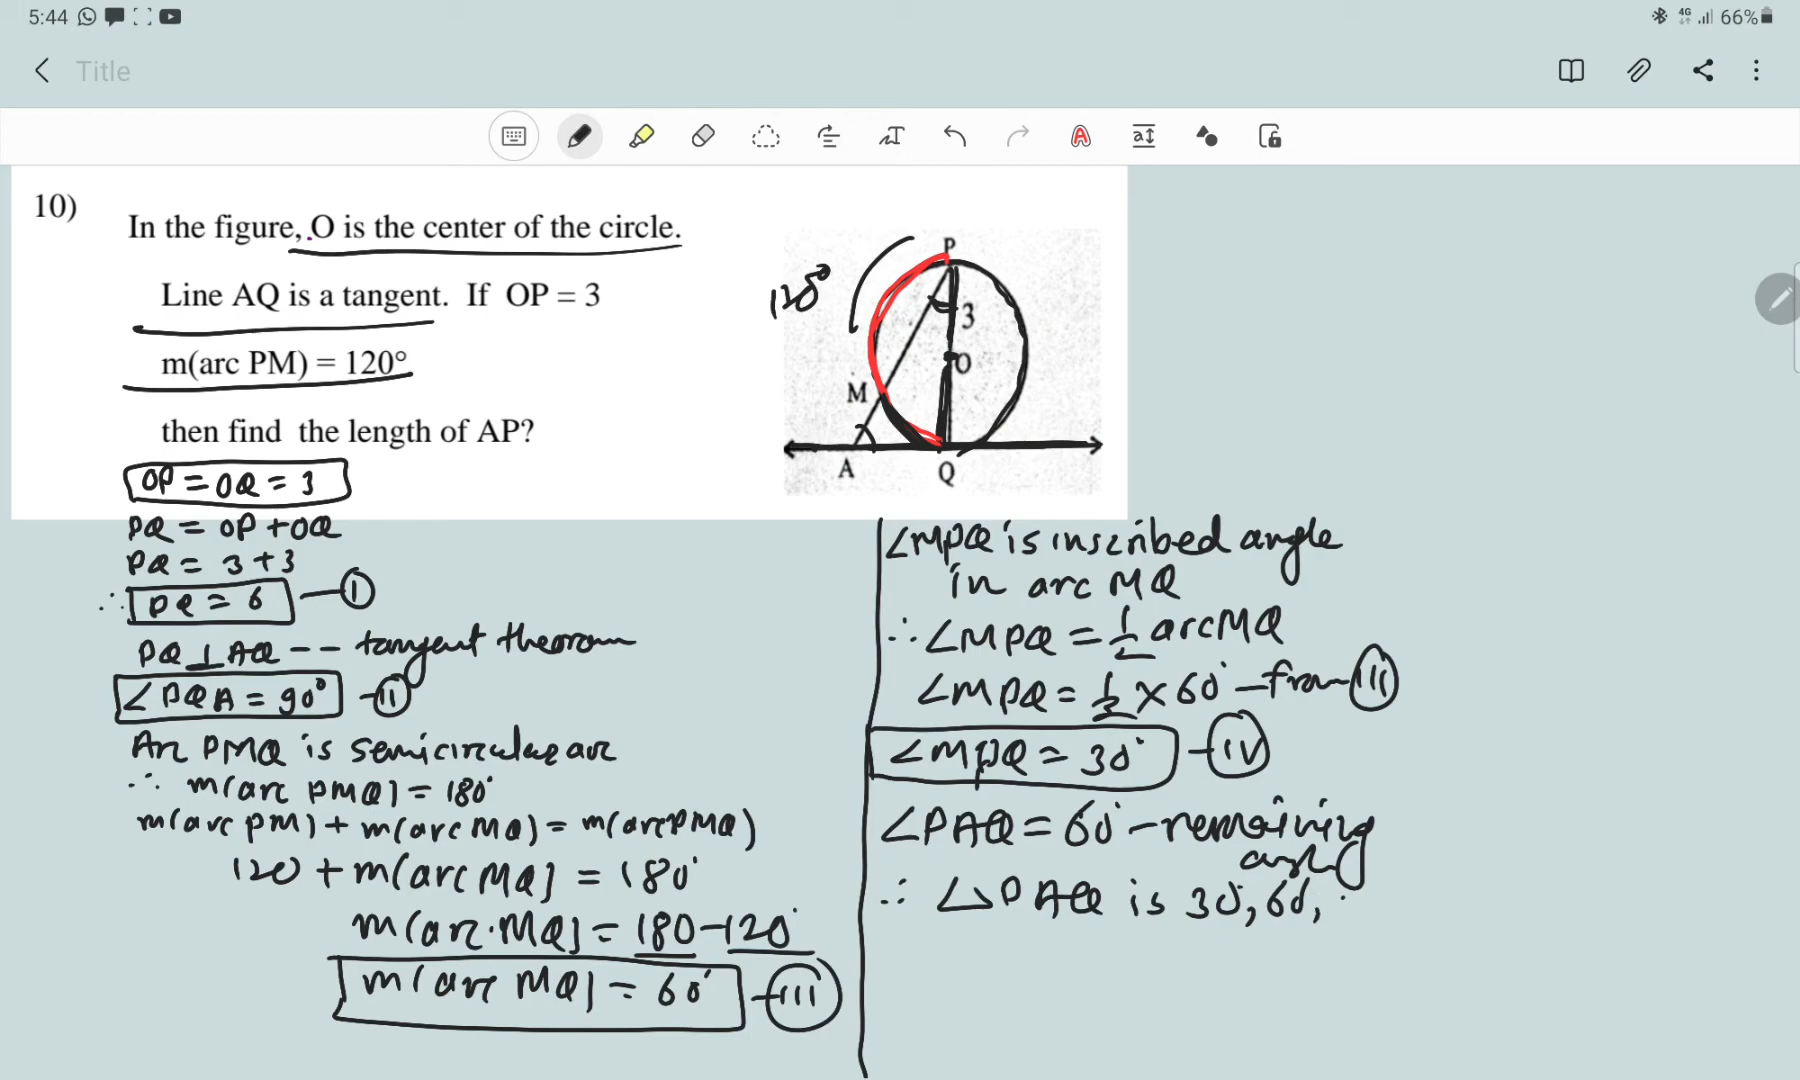 5:44
4G 66%
Title
10)
In the figure, O is the center of the circle.
Line AQ is a tangent. If OP = 3
m(arc PM) = 120°
then find the length of AP?
120°
P
3
O
M
A
Q
OP = OQ = 3
PQ = OP + OQ
PQ = 3 + 3
∴ PQ = 6 — I
PQ ⊥ AQ -- tangent theorom
∠PQA = 90° — II
Arc PMQ is semicircular arc
∴ m(arc PMQ) = 180°
m(arc PM) + m(arc MQ) = m(arc PMQ)
120 + m(arc MQ) = 180°
m(arc MQ) = 180 - 120°
m(arc MQ) = 60° — III
∠MPQ is inscribed angle
in arc MQ
∴ ∠MPQ = 1/2 arc MQ
∠MPQ = 1/2 × 60° — from III
∠MPQ = 30° — IV
∠PAQ = 60° — remaining
angle
∴ ∠△PAQ is 30°, 60°,